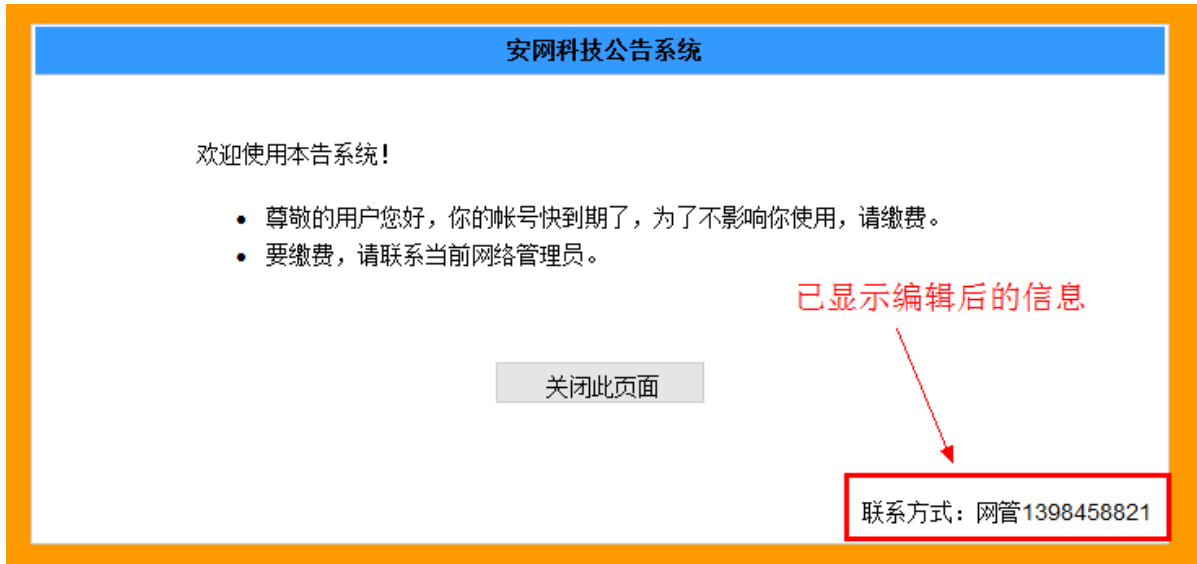 安网科技公告系统
欢迎使用本告系统!
尊敬的用户您好，你的帐号快到期了，为了不影响你使用，请缴费。
要缴费，请联系当前网络管理员。
已显示编辑后的信息
关闭此页面
联系方式：网管1398458821